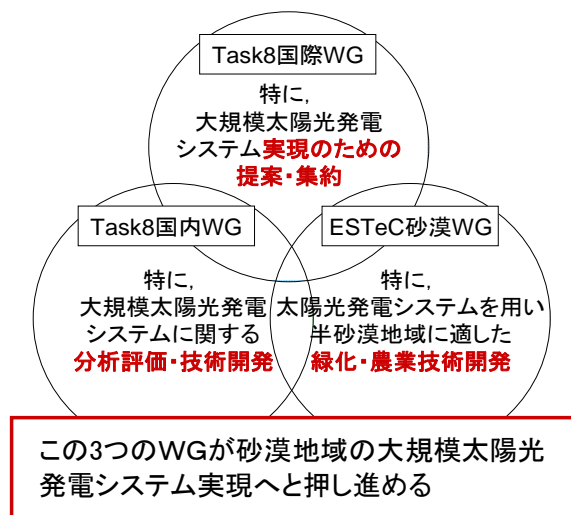 Task8国際WG
特に,
大規模太陽光発電
システム実現のための
提案・集約
Task8国内WG
特に,
大規模太陽光発電
システムに関する
分析評価・技術開発
ESTeC砂漠WG
特に,
太陽光発電システムを用い
半砂漠地域に適した
緑化・農業技術開発
この3つのWGが砂漠地域の大規模太陽光
発電システム実現へと押し進める